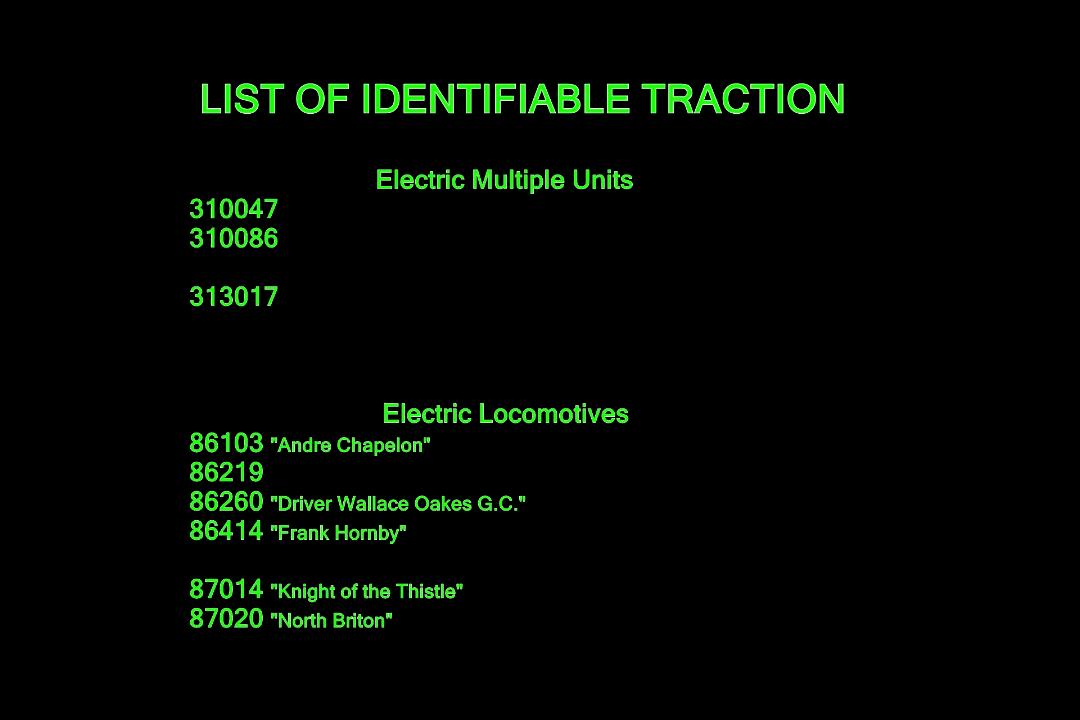 LIST OF IDENTIFIABLE TRACTION
Electric Multiple Units
310047
310086
313017
Electric Locomotives
86103 "Andre Chapelon"
86219
86260 "Driver Wallace Oakes G.C."
86414 "Frank Hornby"
87014 "Knight of the Thistle"
87020 "North Briton"